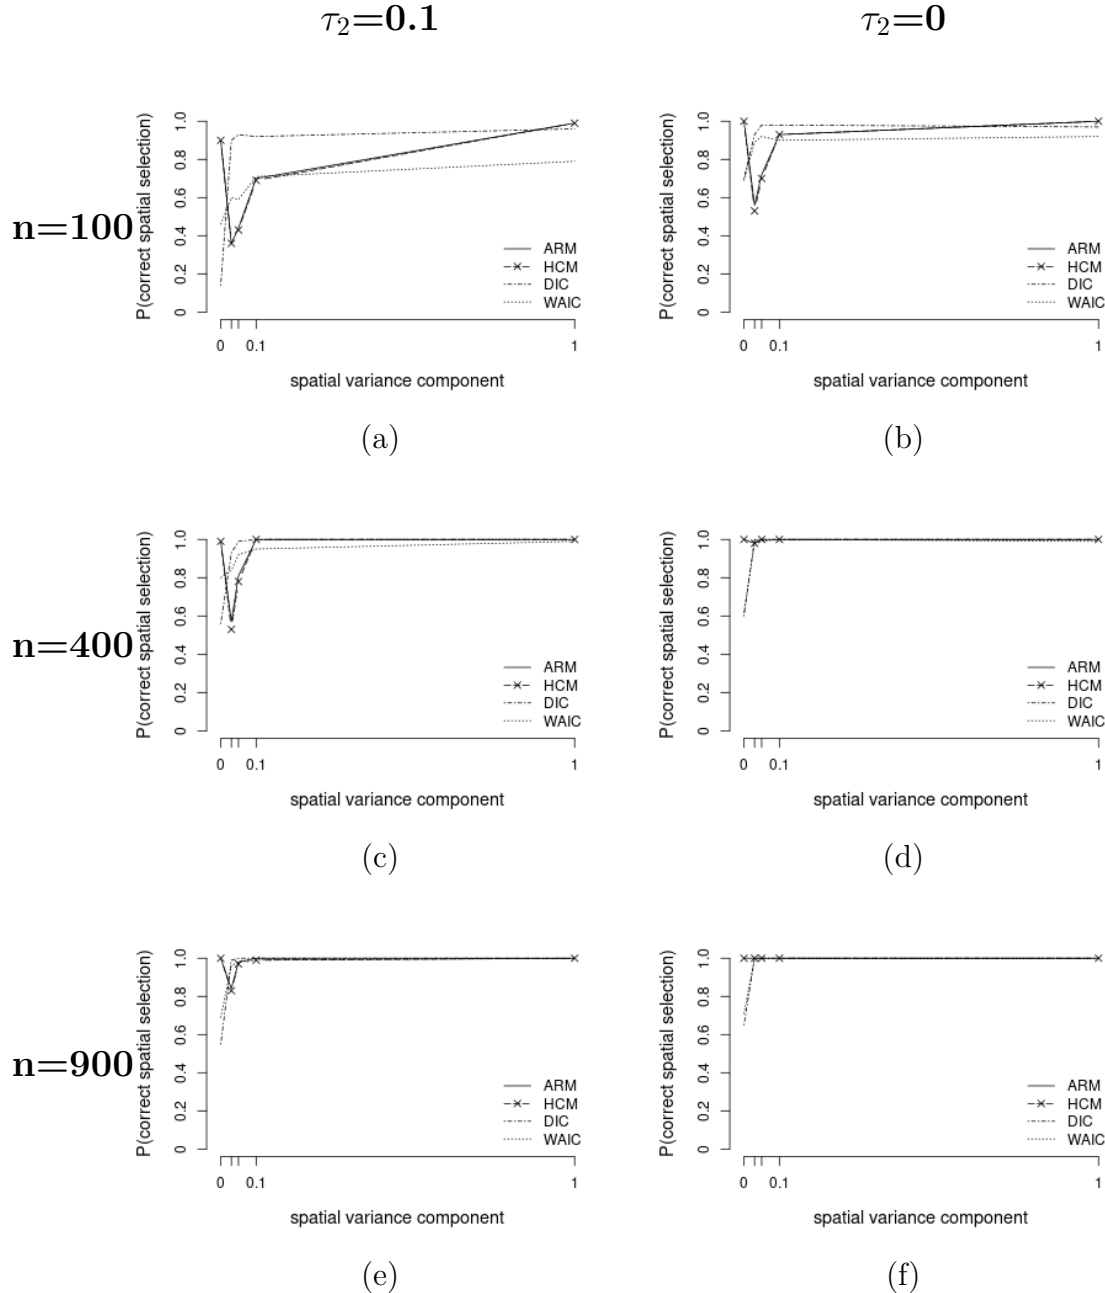 τ₂=0.1
τ₂=0
n=100
P(correct spatial selection)
0 0.2 0.4 0.6 0.8 1.0
ARM
HCM
DIC
WAIC
0 0.1 1
spatial variance component
(a)
P(correct spatial selection)
0 0.2 0.4 0.6 0.8 1.0
ARM
HCM
DIC
WAIC
0 0.1 1
spatial variance component
(b)
n=400
P(correct spatial selection)
0 0.2 0.4 0.6 0.8 1.0
ARM
HCM
DIC
WAIC
0 0.1 1
spatial variance component
(c)
P(correct spatial selection)
0 0.2 0.4 0.6 0.8 1.0
ARM
HCM
DIC
WAIC
0 0.1 1
spatial variance component
(d)
n=900
P(correct spatial selection)
0 0.2 0.4 0.6 0.8 1.0
ARM
HCM
DIC
WAIC
0 0.1 1
spatial variance component
(e)
P(correct spatial selection)
0 0.2 0.4 0.6 0.8 1.0
ARM
HCM
DIC
WAIC
0 0.1 1
spatial variance component
(f)